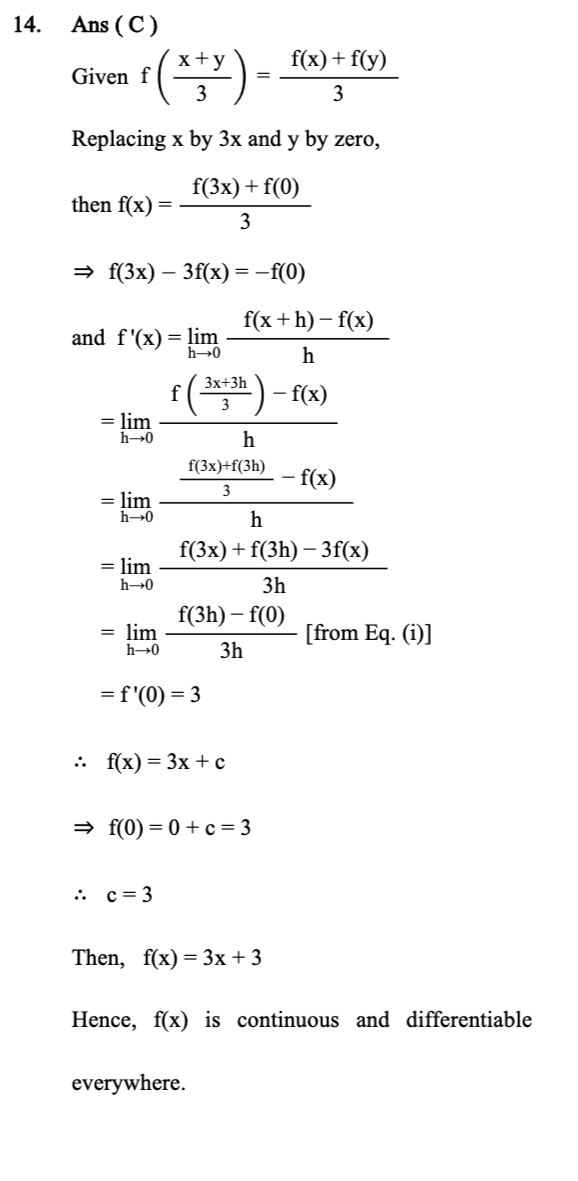 14. Ans ( C )
Given f ( (x + y)/3 ) = (f(x) + f(y))/3
Replacing x by 3x and y by zero,
then f(x) = (f(3x) + f(0))/3
⇒ f(3x) − 3f(x) = −f(0)
and f '(x) = lim h→0 (f(x + h) − f(x))/h
= lim h→0 (f ( (3x+3h)/3 ) − f(x))/h
= lim h→0 ((f(3x)+f(3h))/3 − f(x))/h
= lim h→0 (f(3x) + f(3h) − 3f(x))/3h
= lim h→0 (f(3h) − f(0))/3h [from Eq. (i)]
= f '(0) = 3
∴ f(x) = 3x + c
⇒ f(0) = 0 + c = 3
∴ c = 3
Then, f(x) = 3x + 3
Hence, f(x) is continuous and differentiable
everywhere.